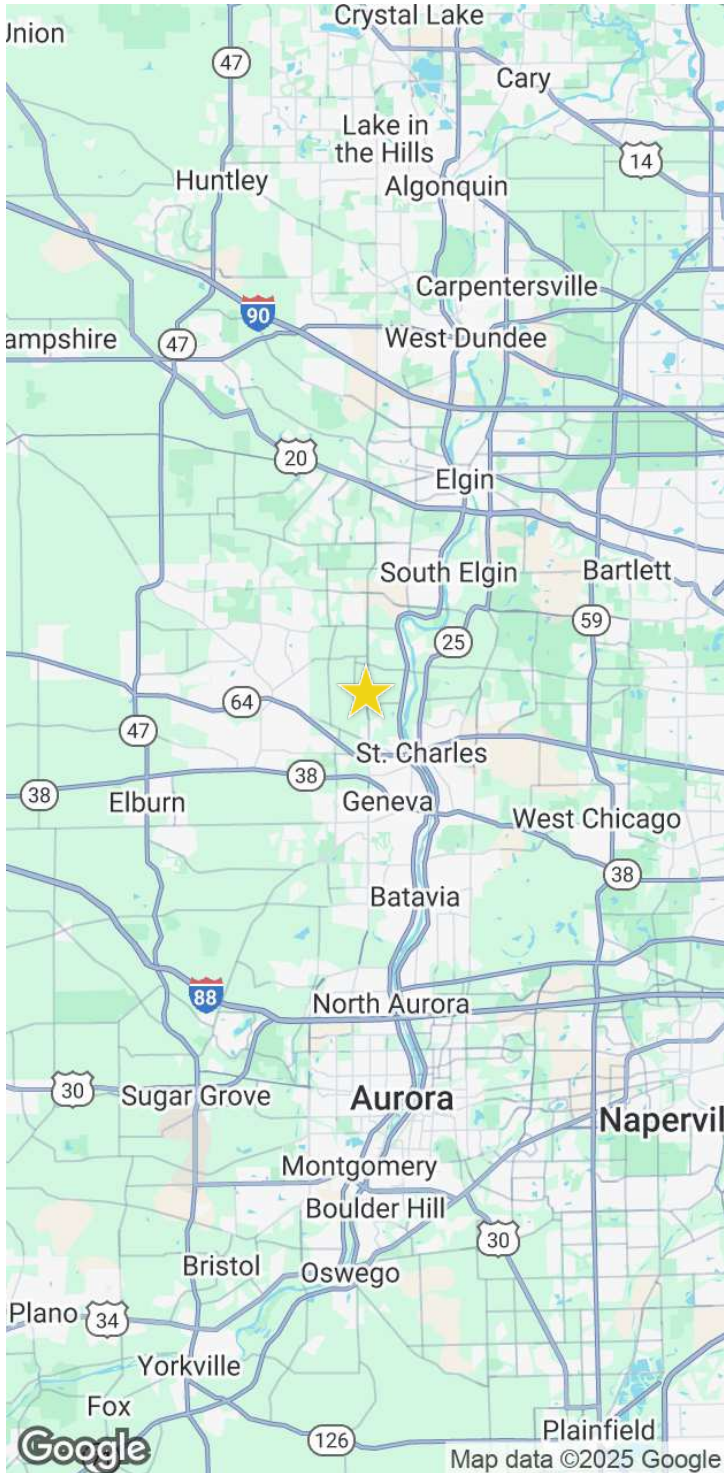 Crystal Lake
Union
47
Cary
Lake in
the Hills
14
Huntley
Algonquin
Carpentersville
90
ampshire
47
West Dundee
20
Elgin
South Elgin
Bartlett
59
25
64
47
St. Charles
38
38
Elburn
Geneva
West Chicago
38
Batavia
88
North Aurora
30
Sugar Grove
Aurora
Napervil
Montgomery
Boulder Hill
30
Bristol
Oswego
Plano
34
Yorkville
Fox
126
Plainfield
Google
Map data ©2025 Google